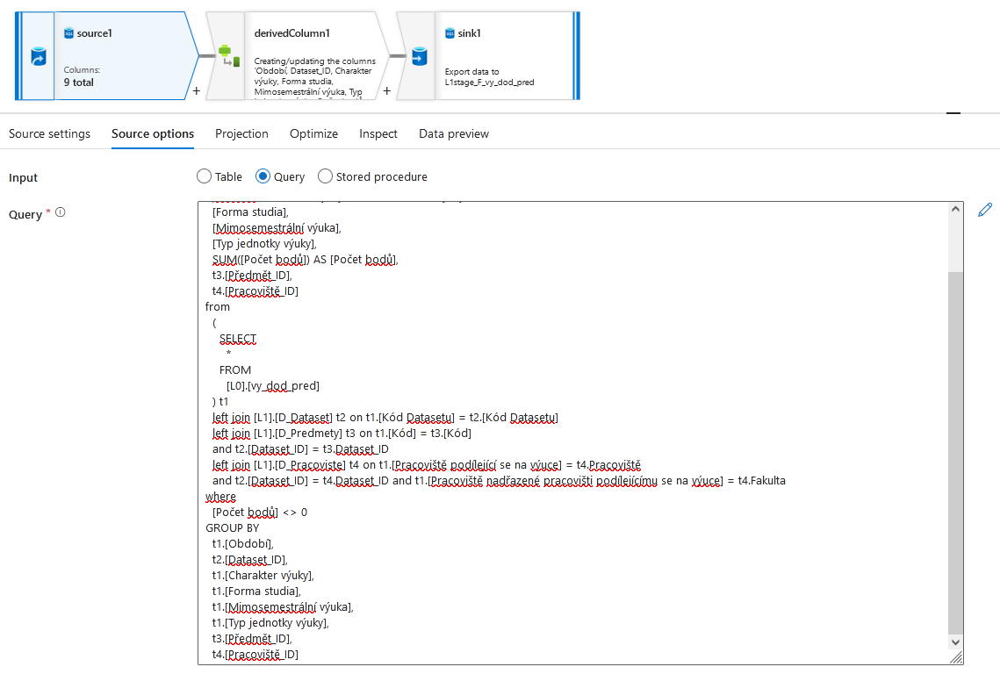 source1
Columns:
9 total
+
derivedColumn1
Creating/updating the columns
'Období, Dataset_ID, Charakter
výuky, Forma studia,
Mimosemestrální výuka, Typ
+
sink1
Export data to
L1stage_F_vy_dod_pred
Source settings
Source options
Projection
Optimize
Inspect
Data preview
Input
Table
Query
Stored procedure
Query *
[Forma studia],
[Mimosemestrální výuka],
[Typ jednotky výuky],
SUM([Počet bodů]) AS [Počet bodů],
t3.[Předmět_ID],
t4.[Pracoviště_ID]
from
(
SELECT
*
FROM
[L0].[vy_dod_pred]
) t1
left join [L1].[D_Dataset] t2 on t1.[Kód Datasetu] = t2.[Kód Datasetu]
left join [L1].[D_Predmety] t3 on t1.[Kód] = t3.[Kód]
and t2.[Dataset_ID] = t3.Dataset_ID
left join [L1].[D_Pracoviste] t4 on t1.[Pracoviště podílející se na výuce] = t4.Pracoviště
and t2.[Dataset_ID] = t4.Dataset_ID and t1.[Pracoviště nadřazené pracovišti podílejícímu se na výuce] = t4.Fakulta
where
[Počet bodů] <> 0
GROUP BY
t1.[Období],
t2.[Dataset_ID],
t1.[Charakter výuky],
t1.[Forma studia],
t1.[Mimosemestrální výuka],
t1.[Typ jednotky výuky],
t3.[Předmět_ID],
t4.[Pracoviště_ID]